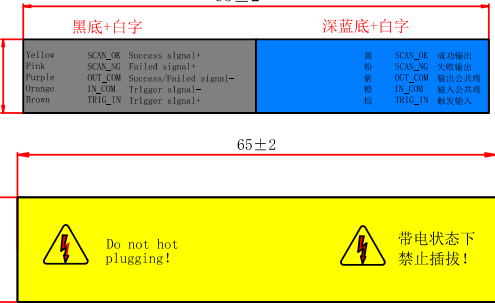 黑底+白字
深蓝底+白字
Yellow SCAN_OK Success sIgnal+
Pink SCAN_NG Failed sIgnal+
Purple OUT_COM Success/Failed sIgnal-
Orange IN_COM TrIgger sIgnal-
Brown TRIG_IN TrIgger sIgnal+
黄 SCAN_OK 成功输出
粉 SCAN_NG 失败输出
紫 OUT_COM 输出公共端
橙 IN_COM 输入公共端
棕 TRIG_IN 触发输入
65±2
Do not hot
plugging!
带电状态下
禁止插拔!